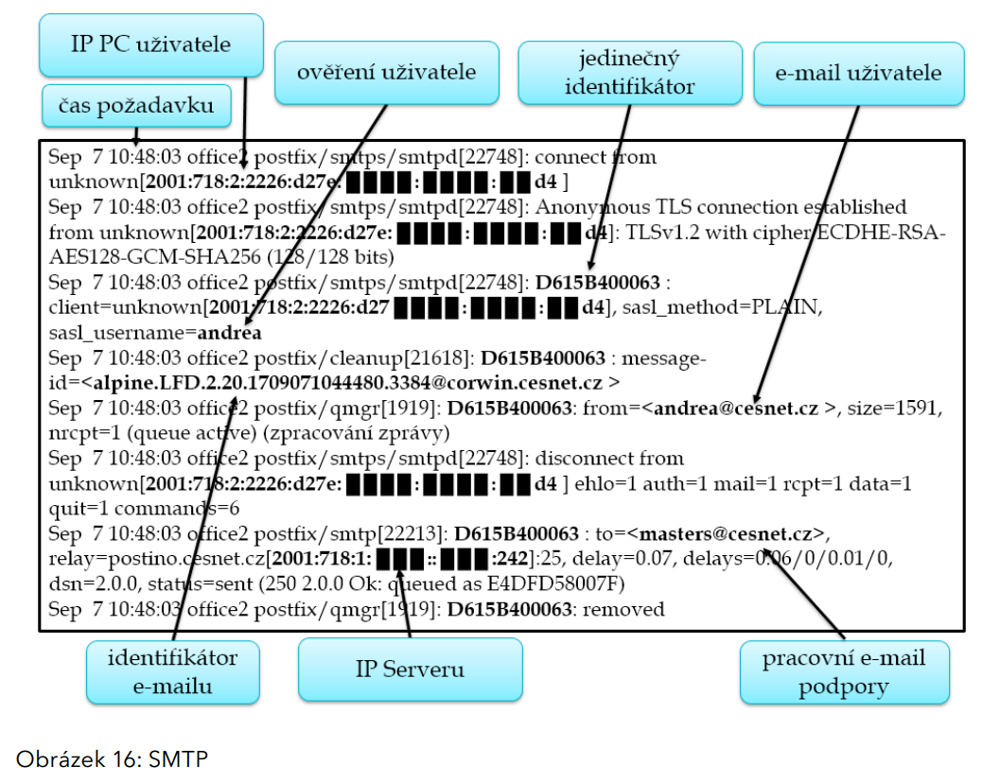 IP PC uživatele
ověření uživatele
jedinečný
identifikátor
e-mail uživatele
čas požadavku
Sep 7 10:48:03 office2 postfix/smtps/smtpd[22748]: connect from
unknown[2001:718:2:2226:d27e: ████:████:██d4 ]
Sep 7 10:48:03 office2 postfix/smtps/smtpd[22748]: Anonymous TLS connection established
from unknown[2001:718:2:2226:d27e: ████:████:██d4]: TLSv1.2 with cipher ECDHE-RSA-
AES128-GCM-SHA256 (128/128 bits)
Sep 7 10:48:03 office2 postfix/smtps/smtpd[22748]: D615B400063 :
client=unknown[2001:718:2:2226:d27 ████:████:██d4], sasl_method=PLAIN,
sasl_username=andrea
Sep 7 10:48:03 office2 postfix/cleanup[21618]: D615B400063 : message-
id=<alpine.LFD.2.20.1709071044480.3384@corwin.cesnet.cz >
Sep 7 10:48:03 office2 postfix/qmgr[1919]: D615B400063: from=<andrea@cesnet.cz >, size=1591,
nrcpt=1 (queue active) (zpracování zprávy)
Sep 7 10:48:03 office2 postfix/smtps/smtpd[22748]: disconnect from
unknown[2001:718:2:2226:d27e: ████:████:██d4 ] ehlo=1 auth=1 mail=1 rcpt=1 data=1
quit=1 commands=6
Sep 7 10:48:03 office2 postfix/smtp[22213]: D615B400063 : to=<masters@cesnet.cz>,
relay=postino.cesnet.cz[2001:718:1: ███:: ███:242]:25, delay=0.07, delays=0.06/0/0.01/0,
dsn=2.0.0, status=sent (250 2.0.0 Ok: queued as E4DFD58007F)
Sep 7 10:48:03 office2 postfix/qmgr[1919]: D615B400063: removed
identifikátor
e-mailu
IP Serveru
pracovní e-mail
podpory
Obrázek 16: SMTP